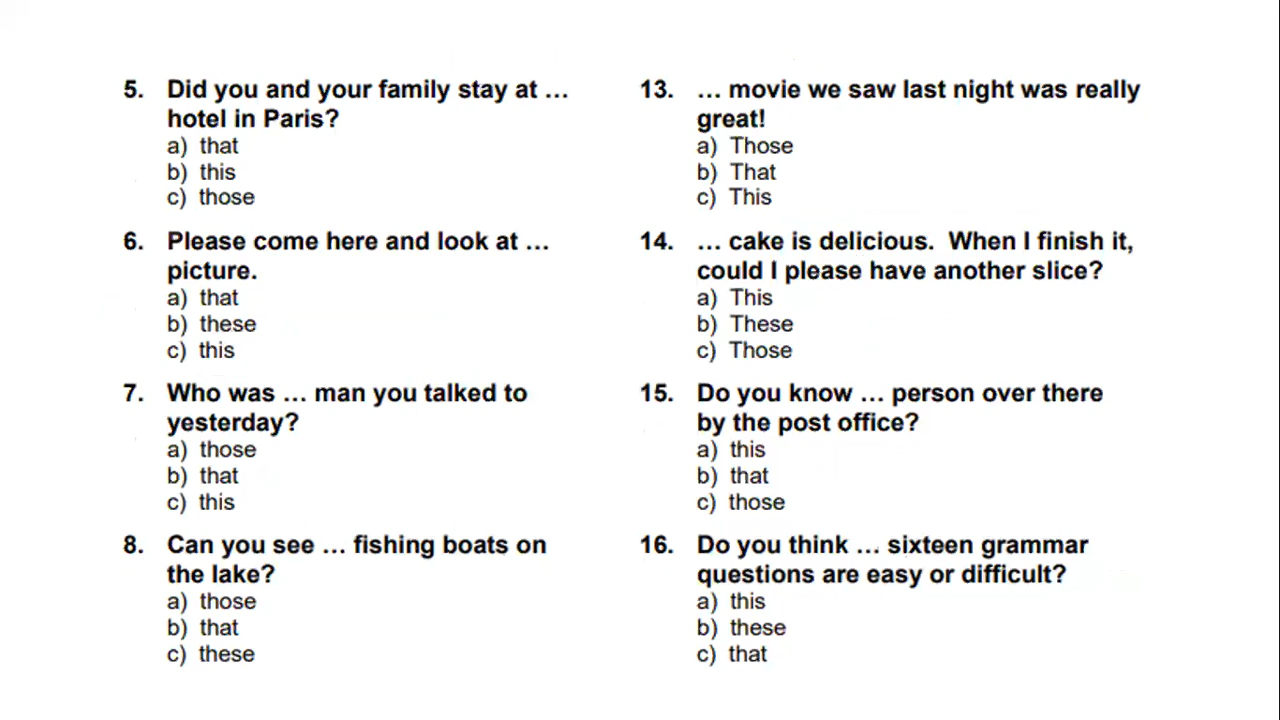 5. Did you and your family stay at …
hotel in Paris?
a) that
b) this
c) those
6. Please come here and look at …
picture.
a) that
b) these
c) this
7. Who was … man you talked to
yesterday?
a) those
b) that
c) this
8. Can you see … fishing boats on
the lake?
a) those
b) that
c) these
13. … movie we saw last night was really
great!
a) Those
b) That
c) This
14. … cake is delicious. When I finish it,
could I please have another slice?
a) This
b) These
c) Those
15. Do you know … person over there
by the post office?
a) this
b) that
c) those
16. Do you think … sixteen grammar
questions are easy or difficult?
a) this
b) these
c) that